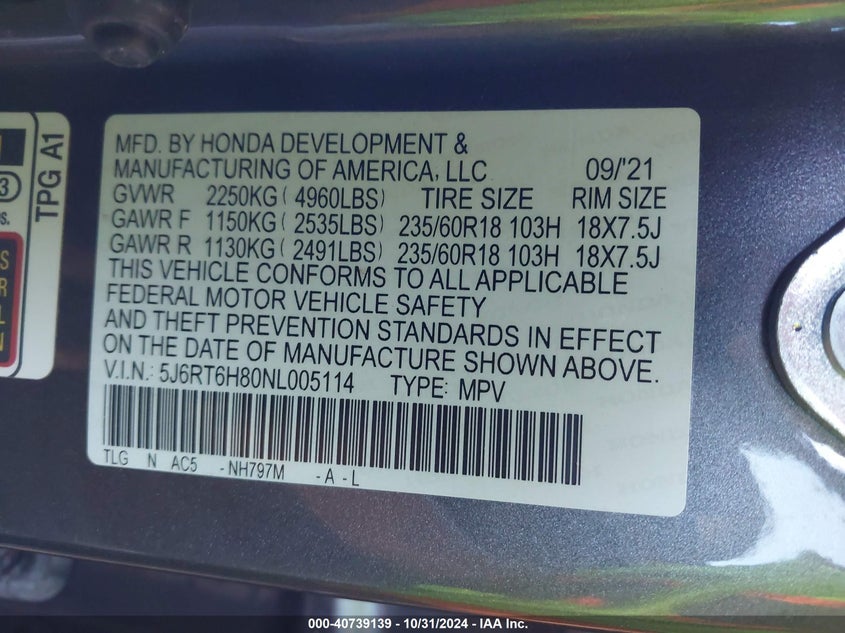 MFD. BY HONDA DEVELOPMENT &
MANUFACTURING OF AMERICA, LLC 09/'21
GVWR 2250KG ( 4960LBS) TIRE SIZE RIM SIZE
GAWR F 1150KG ( 2535LBS) 235/60R18 103H 18X7.5J
GAWR R 1130KG ( 2491LBS) 235/60R18 103H 18X7.5J
THIS VEHICLE CONFORMS TO ALL APPLICABLE
FEDERAL MOTOR VEHICLE SAFETY
AND THEFT PREVENTION STANDARDS IN EFFECT
ON THE DATE OF MANUFACTURE SHOWN ABOVE.
V.I.N.: 5J6RT6H80NL005114 TYPE: MPV
TLG N AC5 -NH797M -A-L
TPG A1
000-40739139 - 10/31/2024 - IAAI.com